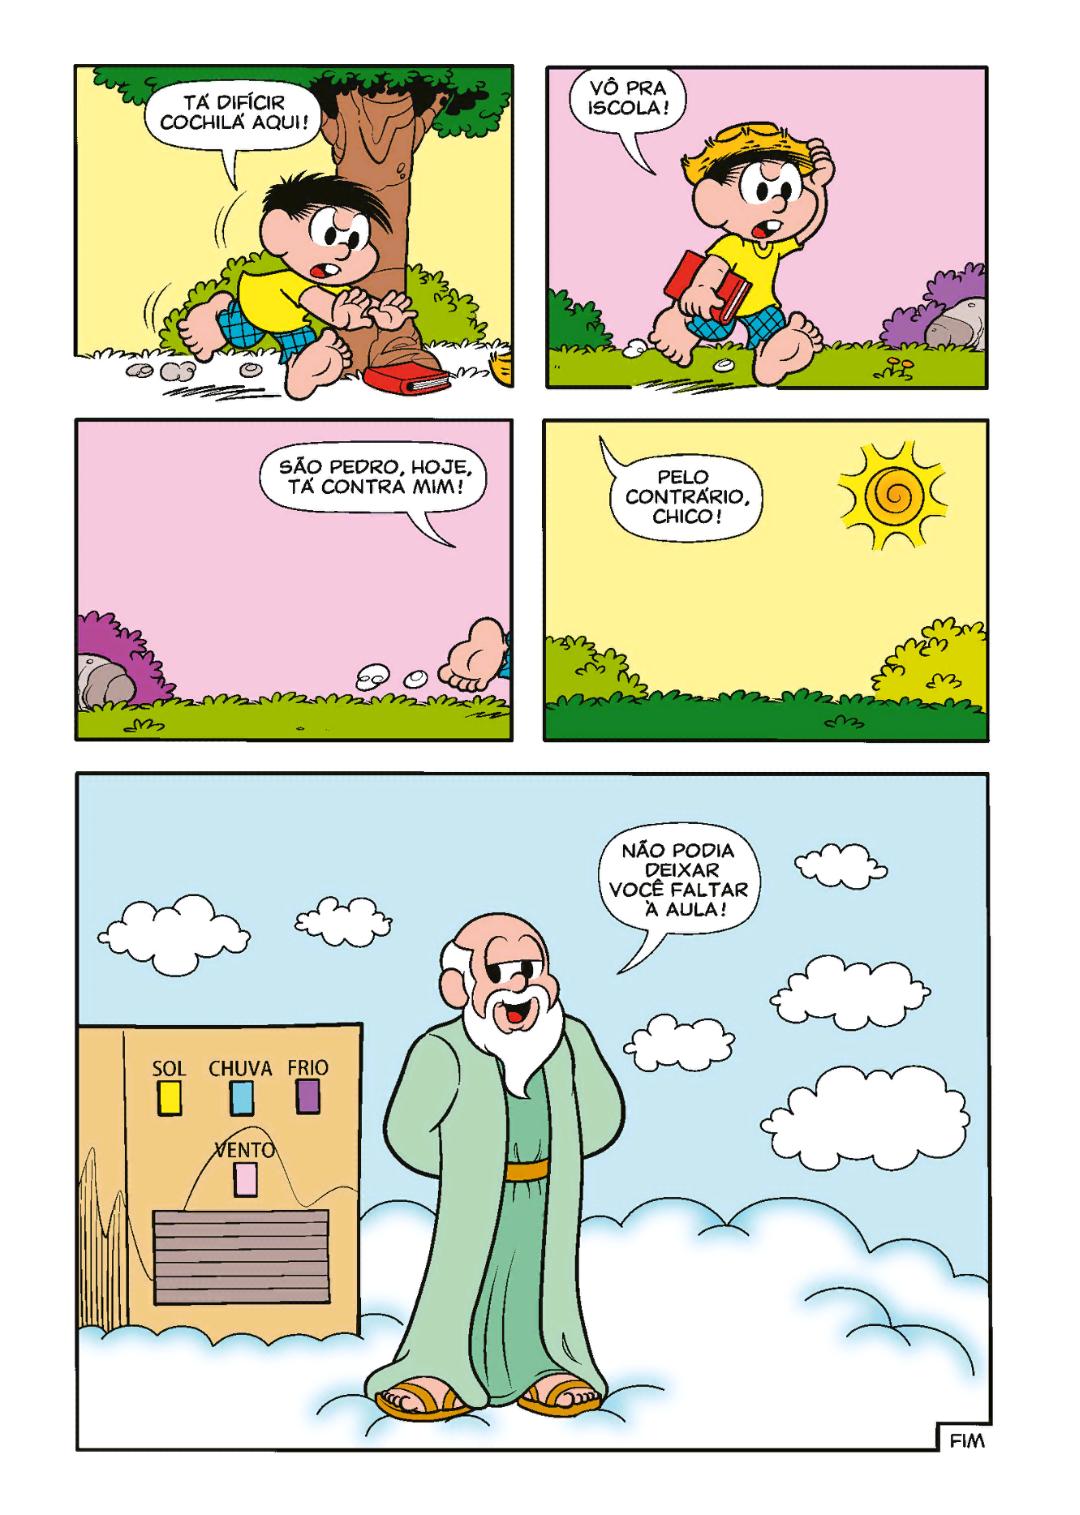 TÁ DIFÍCIR
COCHILÁ AQUI!
VÔ PRA
ISCOLA!
SÃO PEDRO, HOJE,
TÁ CONTRA MIM!
PELO
CONTRÁRIO,
CHICO!
NÃO PODIA
DEIXAR
VOCÊ FALTAR
À AULA!
SOL CHUVA FRIO
VENTO
FIM